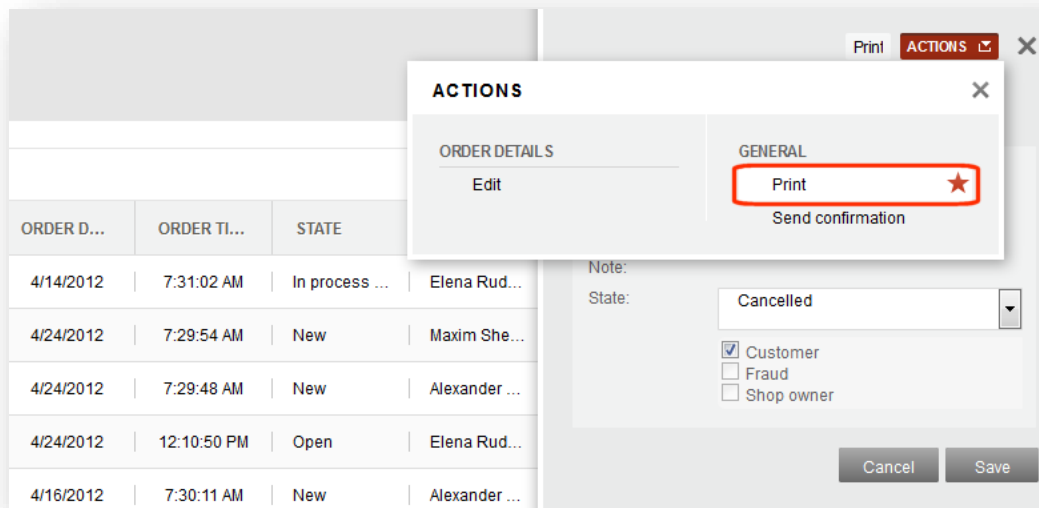 Print ACTIONS
ACTIONS
ORDER DETAILS GENERAL
Edit Print
Send confirmation
ORDER D... ORDER TI... STATE
Note:
4/14/2012 7:31:02 AM In process ... Elena Rud...
State: Cancelled
4/24/2012 7:29:54 AM New Maxim She...
Customer
Fraud
4/24/2012 7:29:48 AM New Alexander ...
Shop owner
4/24/2012 12:10:50 PM Open Elena Rud...
Cancel Save
4/16/2012 7:30:11 AM New Alexander ...